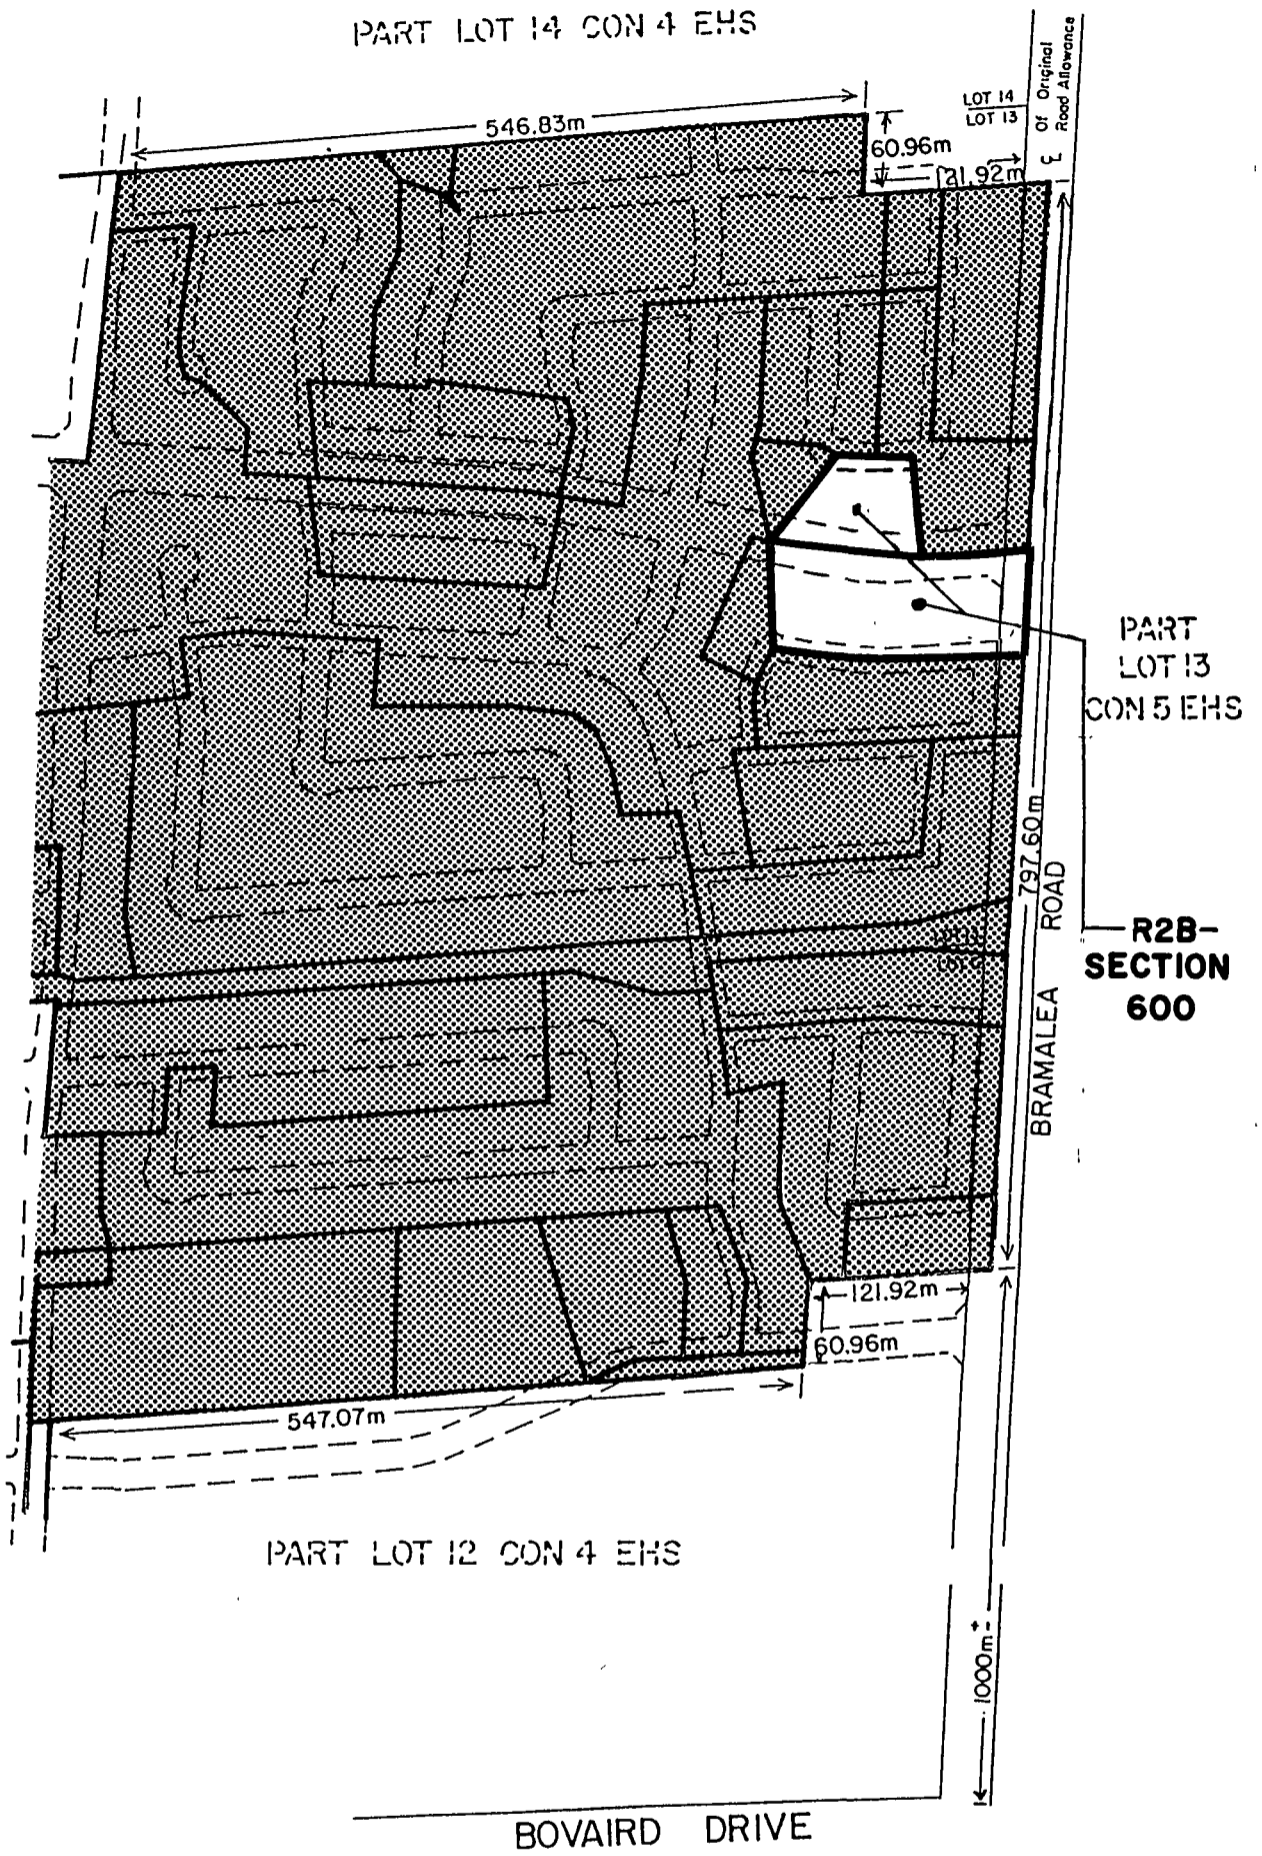 PART LOT 14 CON 4 EHS
℄ Of Original
Road Allowance
LOT 14
LOT 13
546.83m
60.96m
121.92m
PART
LOT 13
CON 5 EHS
797.60m
BRAMALEA ROAD
R2B-
SECTION
600
121.92m
60.96m
547.07m
PART LOT 12 CON 4 EHS
1000m±
BOVAIRD DRIVE